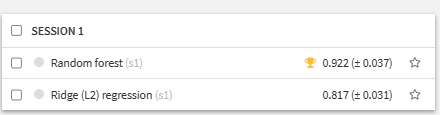 SESSION 1
Random forest (s1) 0.922 (± 0.037)
Ridge (L2) regression (s1) 0.817 (± 0.031)